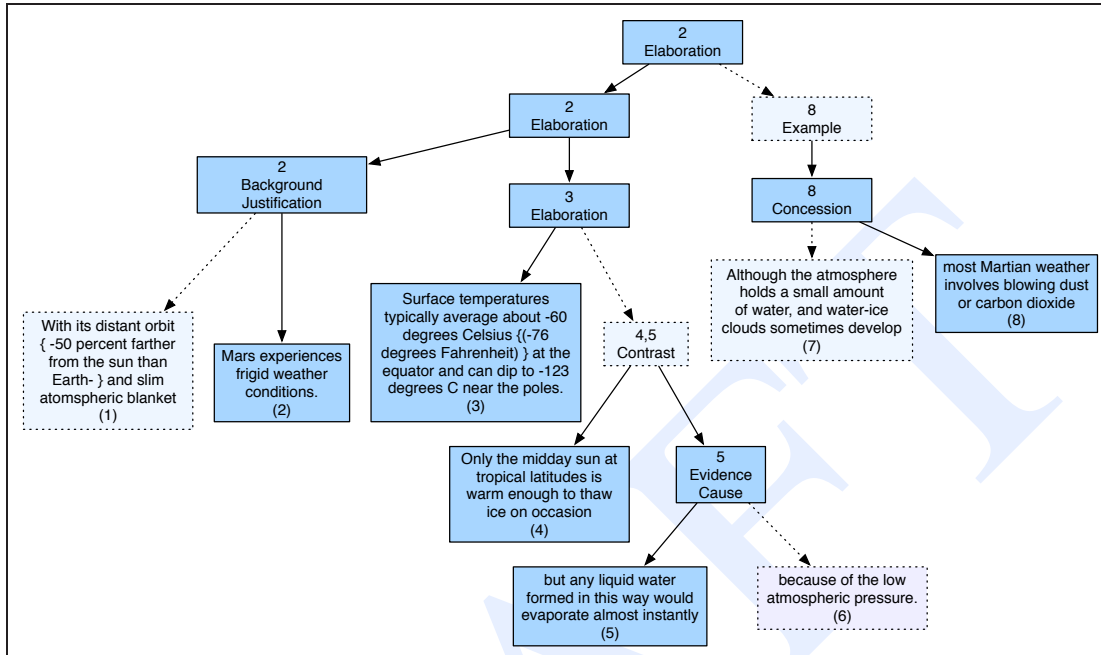 2
Elaboration
2
Elaboration
8
Example
2
Background
Justification
3
Elaboration
8
Concession
With its distant orbit
{ -50 percent farther
from the sun than
Earth- } and slim
atomspheric blanket
(1)
Mars experiences
frigid weather
conditions.
(2)
Surface temperatures
typically average about -60
degrees Celsius {(-76
degrees Fahrenheit) } at the
equator and can dip to -123
degrees C near the poles.
(3)
4,5
Contrast
Although the atmosphere
holds a small amount
of water, and water-ice
clouds sometimes develop
(7)
most Martian weather
involves blowing dust
or carbon dioxide
(8)
Only the midday sun at
tropical latitudes is
warm enough to thaw
ice on occasion
(4)
5
Evidence
Cause
but any liquid water
formed in this way would
evaporate almost instantly
(5)
because of the low
atmospheric pressure.
(6)